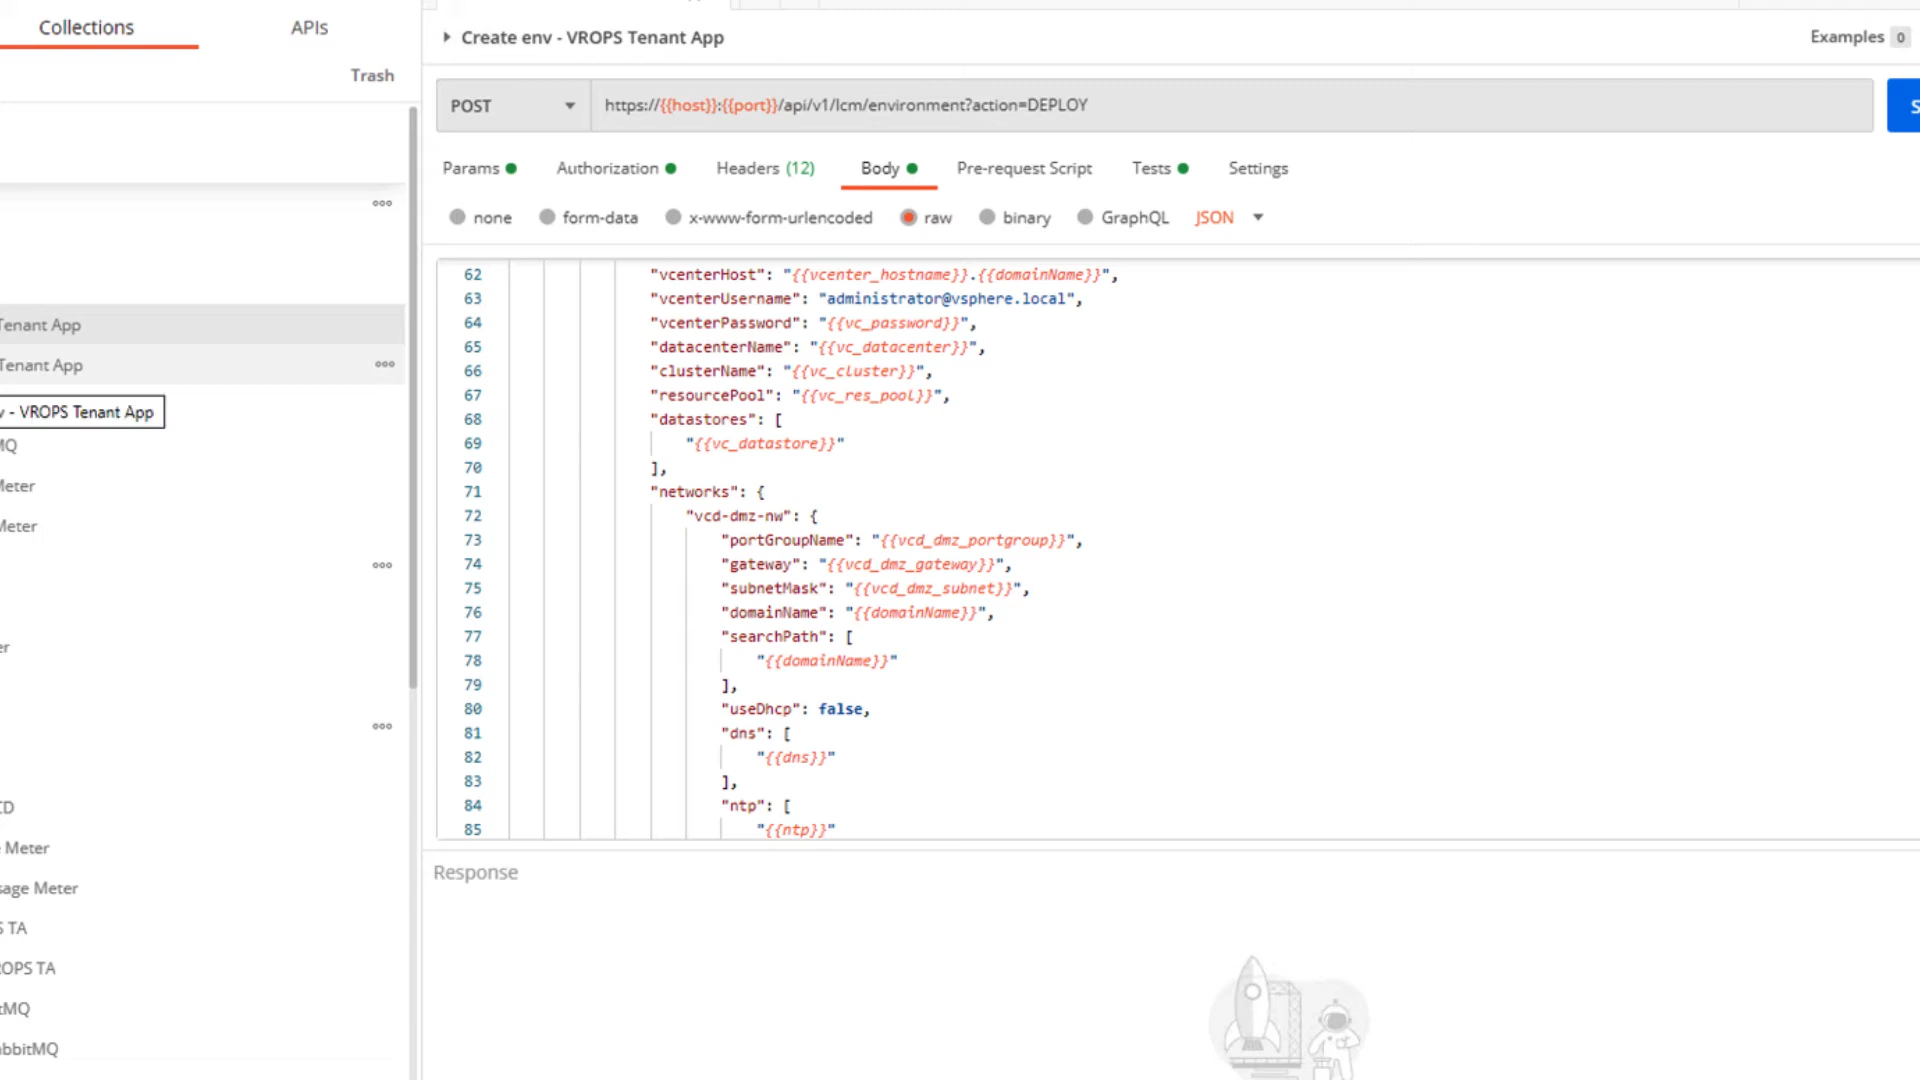 Collections
APIs
Trash
Tenant App
Tenant App
- VROPS Tenant App
MQ
Meter
Meter
er
CD
Meter
sage Meter
S TA
ROPS TA
tMQ
abbitMQ
Create env - VROPS Tenant App
Examples 0
POST
https://{{host}}:{{port}}/api/v1/lcm/environment?action=DEPLOY
S
Params
Authorization
Headers (12)
Body
Pre-request Script
Tests
Settings
none
form-data
x-www-form-urlencoded
raw
binary
GraphQL
JSON
62 "vcenterHost": "{{vcenter_hostname}}.{{domainName}}",
63 "vcenterUsername": "administrator@vsphere.local",
64 "vcenterPassword": "{{vc_password}}",
65 "datacenterName": "{{vc_datacenter}}",
66 "clusterName": "{{vc_cluster}}",
67 "resourcePool": "{{vc_res_pool}}",
68 "datastores": [
69 "{{vc_datastore}}"
70 ],
71 "networks": {
72 "vcd-dmz-nw": {
73 "portGroupName": "{{vcd_dmz_portgroup}}",
74 "gateway": "{{vcd_dmz_gateway}}",
75 "subnetMask": "{{vcd_dmz_subnet}}",
76 "domainName": "{{domainName}}",
77 "searchPath": [
78 "{{domainName}}"
79 ],
80 "useDhcp": false,
81 "dns": [
82 "{{dns}}"
83 ],
84 "ntp": [
85 "{{ntp}}"
Response